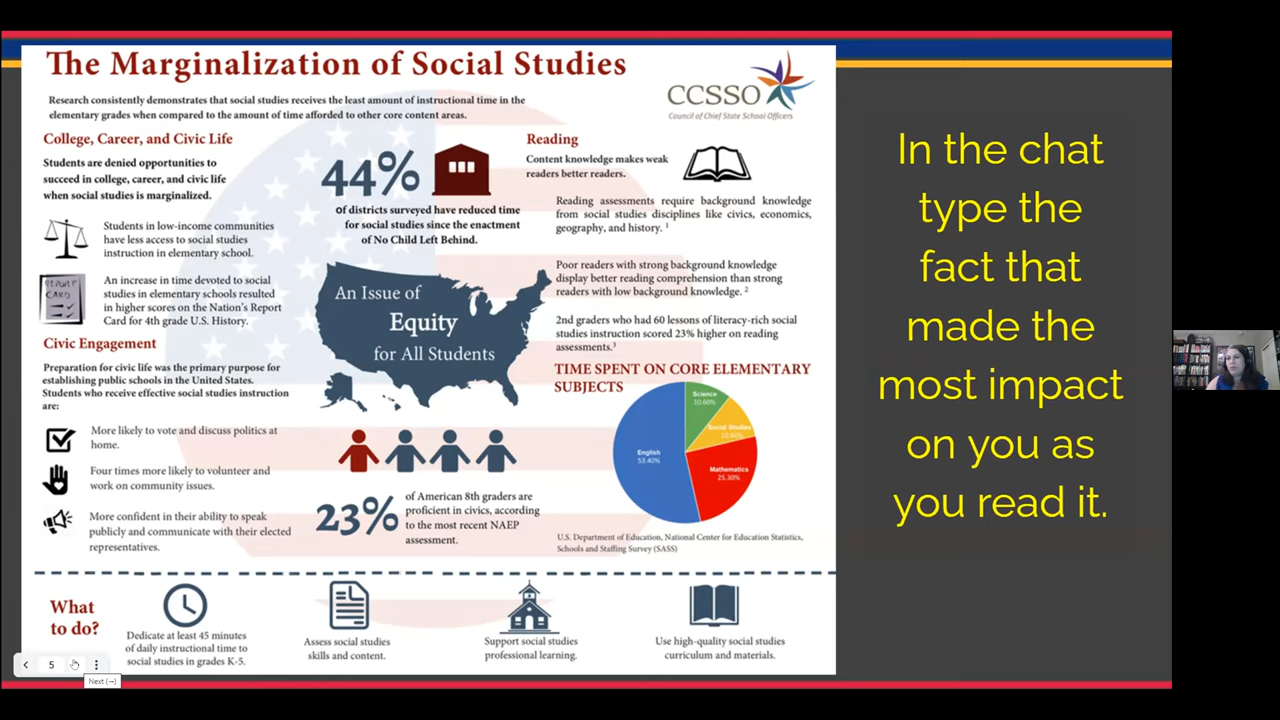 The Marginalization of Social Studies
Research consistently demonstrates that social studies receives the least amount of instructional time in the
elementary grades when compared to the amount of time afforded to other core content areas.
CCSSO
Council of Chief State School Officers
College, Career, and Civic Life
Students are denied opportunities to
succeed in college, career, and civic life
when social studies is marginalized.
Students in low-income communities
have less access to social studies
instruction in elementary school.
REPORT
CARD
An increase in time devoted to social
studies in elementary schools resulted
in higher scores on the Nation's Report
Card for 4th grade U.S. History.
Civic Engagement
Preparation for civic life was the primary purpose for
establishing public schools in the United States.
Students who receive effective social studies instruction
are:
More likely to vote and discuss politics at
home.
Four times more likely to volunteer and
work on community issues.
More confident in their ability to speak
publicly and communicate with their elected
representatives.
44%
of districts surveyed have reduced time
for social studies since the enactment
of No Child Left Behind.
An Issue of
Equity
for All Students
23%
of American 8th graders are
proficient in civics, according
to the most recent NAEP
assessment.
Reading
Content knowledge makes weak
readers better readers.
Reading assessments require background knowledge
from social studies disciplines like civics, economics,
geography, and history. 1
Poor readers with strong background knowledge
display better reading comprehension than strong
readers with low background knowledge. 2
2nd graders who had 60 lessons of literacy-rich social
studies instruction scored 23% higher on reading
assessments.3
TIME SPENT ON CORE ELEMENTARY
SUBJECTS
Science
10.60%
Social Studies
10.60%
English
53.40%
Mathematics
25.30%
U.S. Department of Education, National Center for Education Statistics,
Schools and Staffing Survey (SASS)
What
to do?
Dedicate at least 45 minutes
of daily instructional time to
social studies in grades K-5.
Assess social studies
skills and content.
Support social studies
professional learning.
Use high-quality social studies
curriculum and materials.
5
Next (→)
In the chat
type the
fact that
made the
most impact
on you as
you read it.